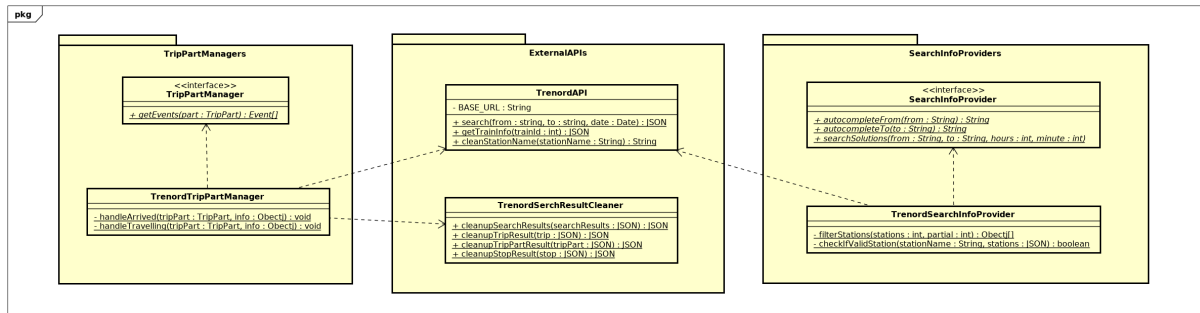 pkg
TripPartManagers
<<interface>>
TripPartManager
+ getEvents(part : TripPart) : Event[]
TrenordTripPartManager
- handleArrived(tripPart : TripPart, info : Obectj) : void
- handleTravelling(tripPart : TripPart, info : Obectj) : void
ExternalAPIs
TrenordAPI
- BASE_URL : String
+ search(from : string, to : string, date : Date) : JSON
+ getTrainInfo(trainId : int) : JSON
+ cleanStationName(stationName : String) : String
TrenordSerchResultCleaner
+ cleanupSearchResults(searchResults : JSON) : JSON
+ cleanupTripResult(trip : JSON) : JSON
+ cleanupTripPartResult(tripPart : JSON) : JSON
+ cleanupStopResult(stop : JSON) : JSON
SearchInfoProviders
<<interface>>
SearchInfoProvider
+ autocompleteFrom(from : String) : String
+ autocompleteTo(to : String) : String
+ searchSolutions(from : String, to : String, hours : int, minute : int)
TrenordSearchInfoProvider
- filterStations(stations : int, partial : int) : Obectj[]
- checkIfValidStation(stationName : String, stations : JSON) : boolean